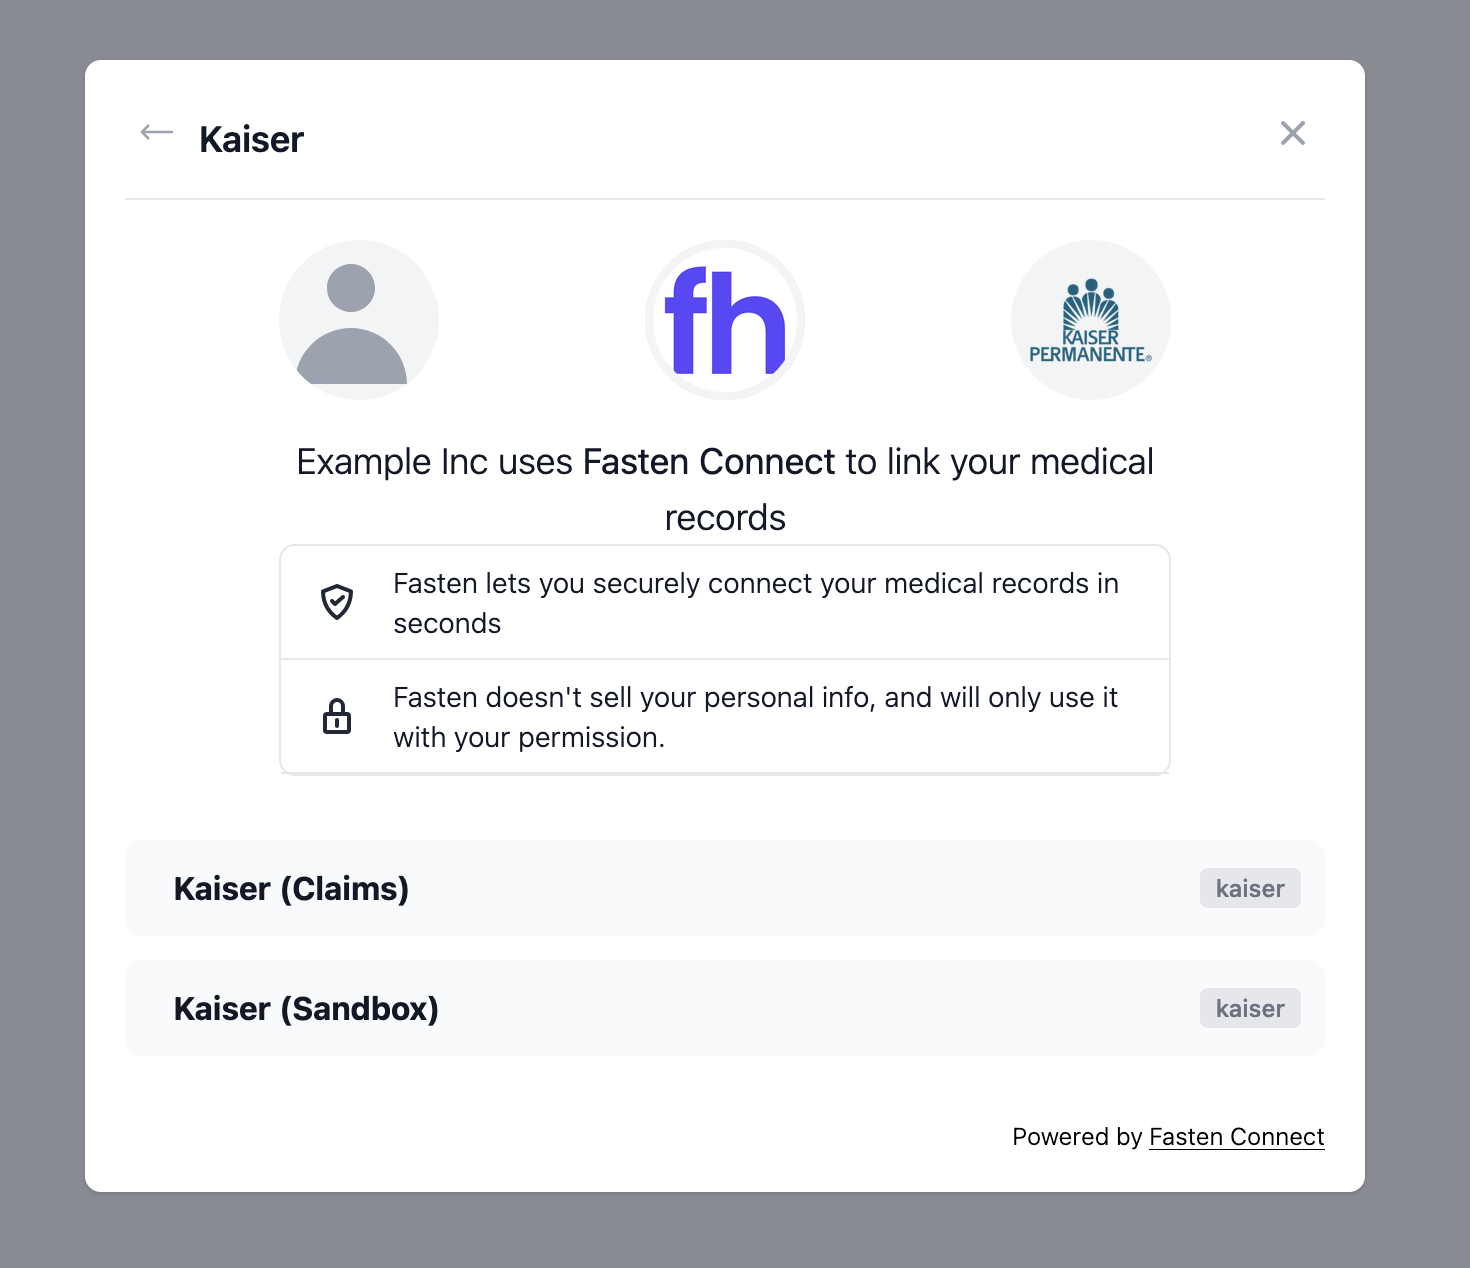 Kaiser
fh
KAISER
PERMANENTE®
Example Inc uses Fasten Connect to link your medical
records
Fasten lets you securely connect your medical records in
seconds
Fasten doesn't sell your personal info, and will only use it
with your permission.
Kaiser (Claims)
kaiser
Kaiser (Sandbox)
kaiser
Powered by Fasten Connect